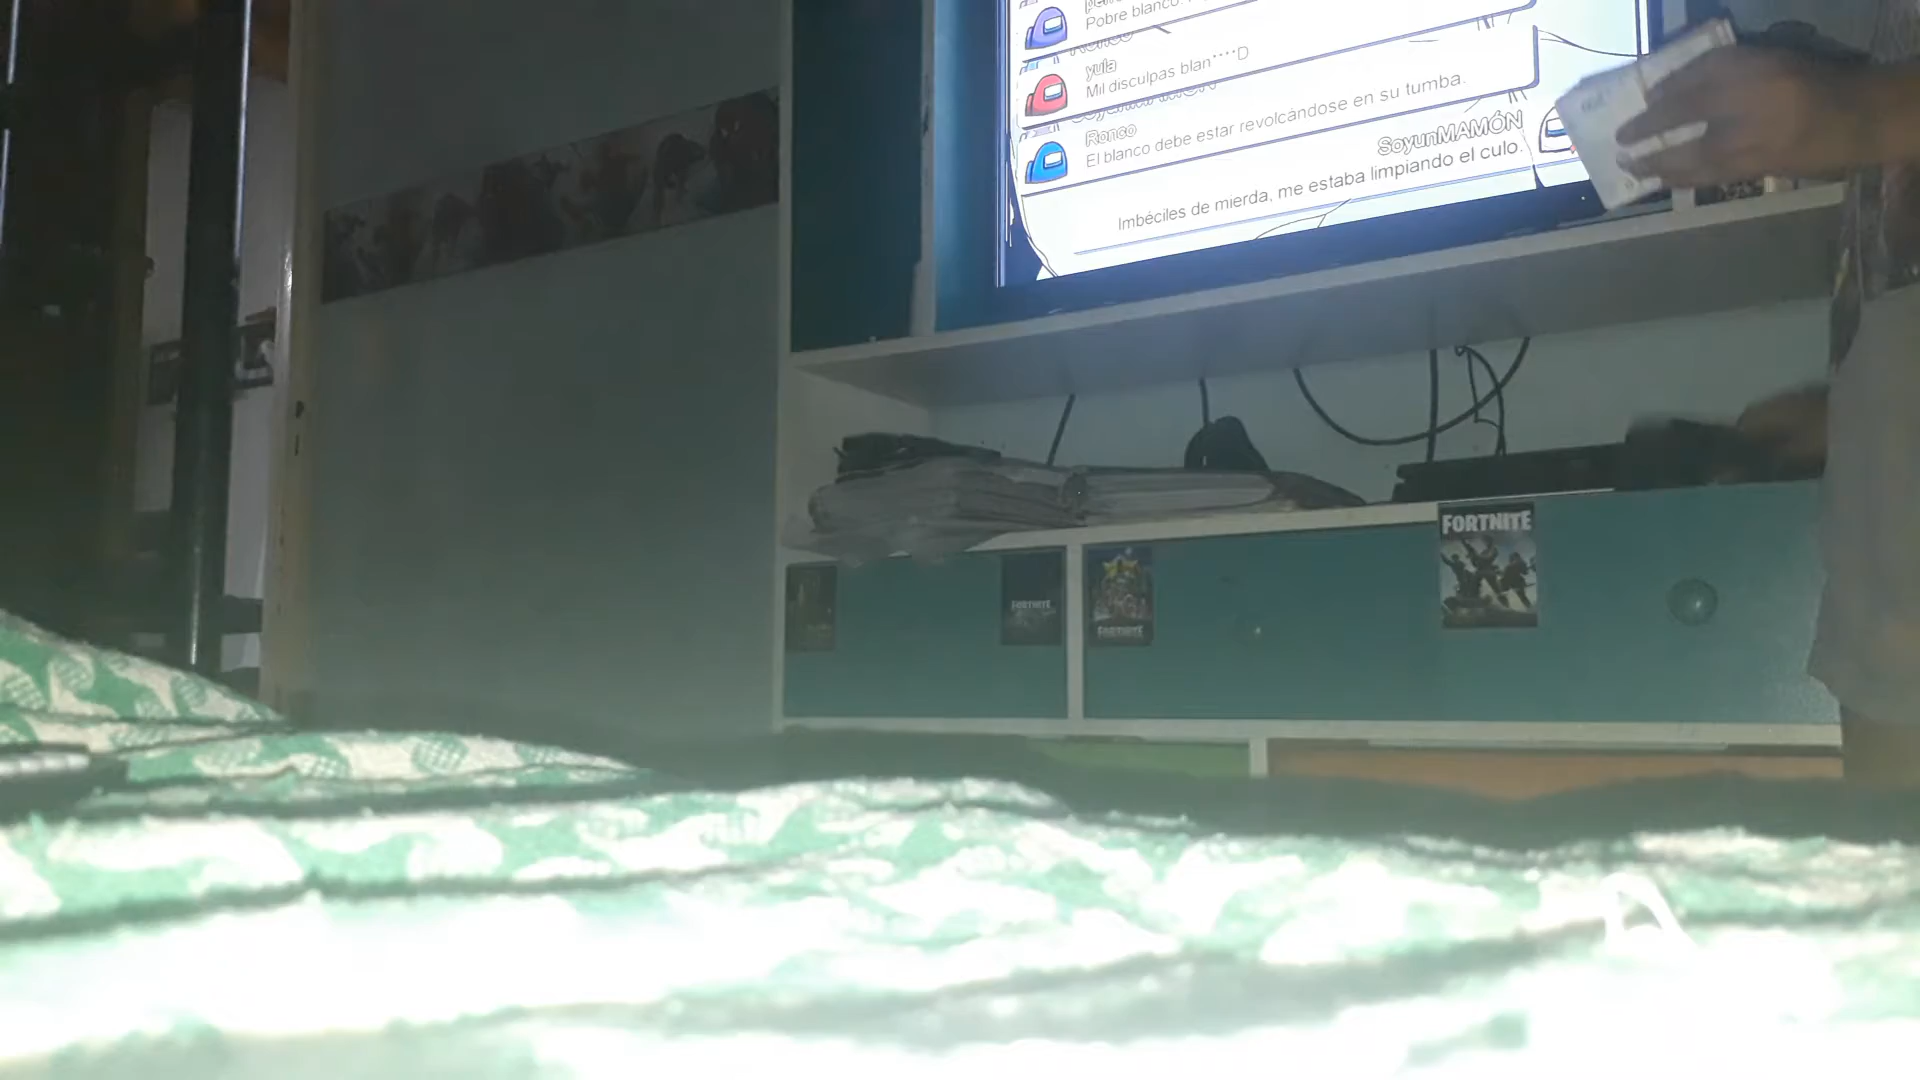 Pobre blanco.
yula
Mil disculpas blan****D
Ronco
El blanco debe estar revolcándose en su tumba.
SoyunMAMÓN
Imbéciles de mierda, me estaba limpiando el culo.
FORTNITE
FORTNITE
FORTNITE